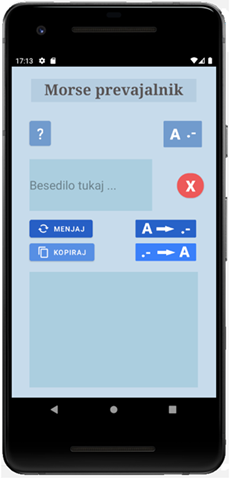 17:13
Morse prevajalnik
?
A .-
Besedilo tukaj ...
X
MENJAJ
A → .-
KOPIRAJ
.- → A